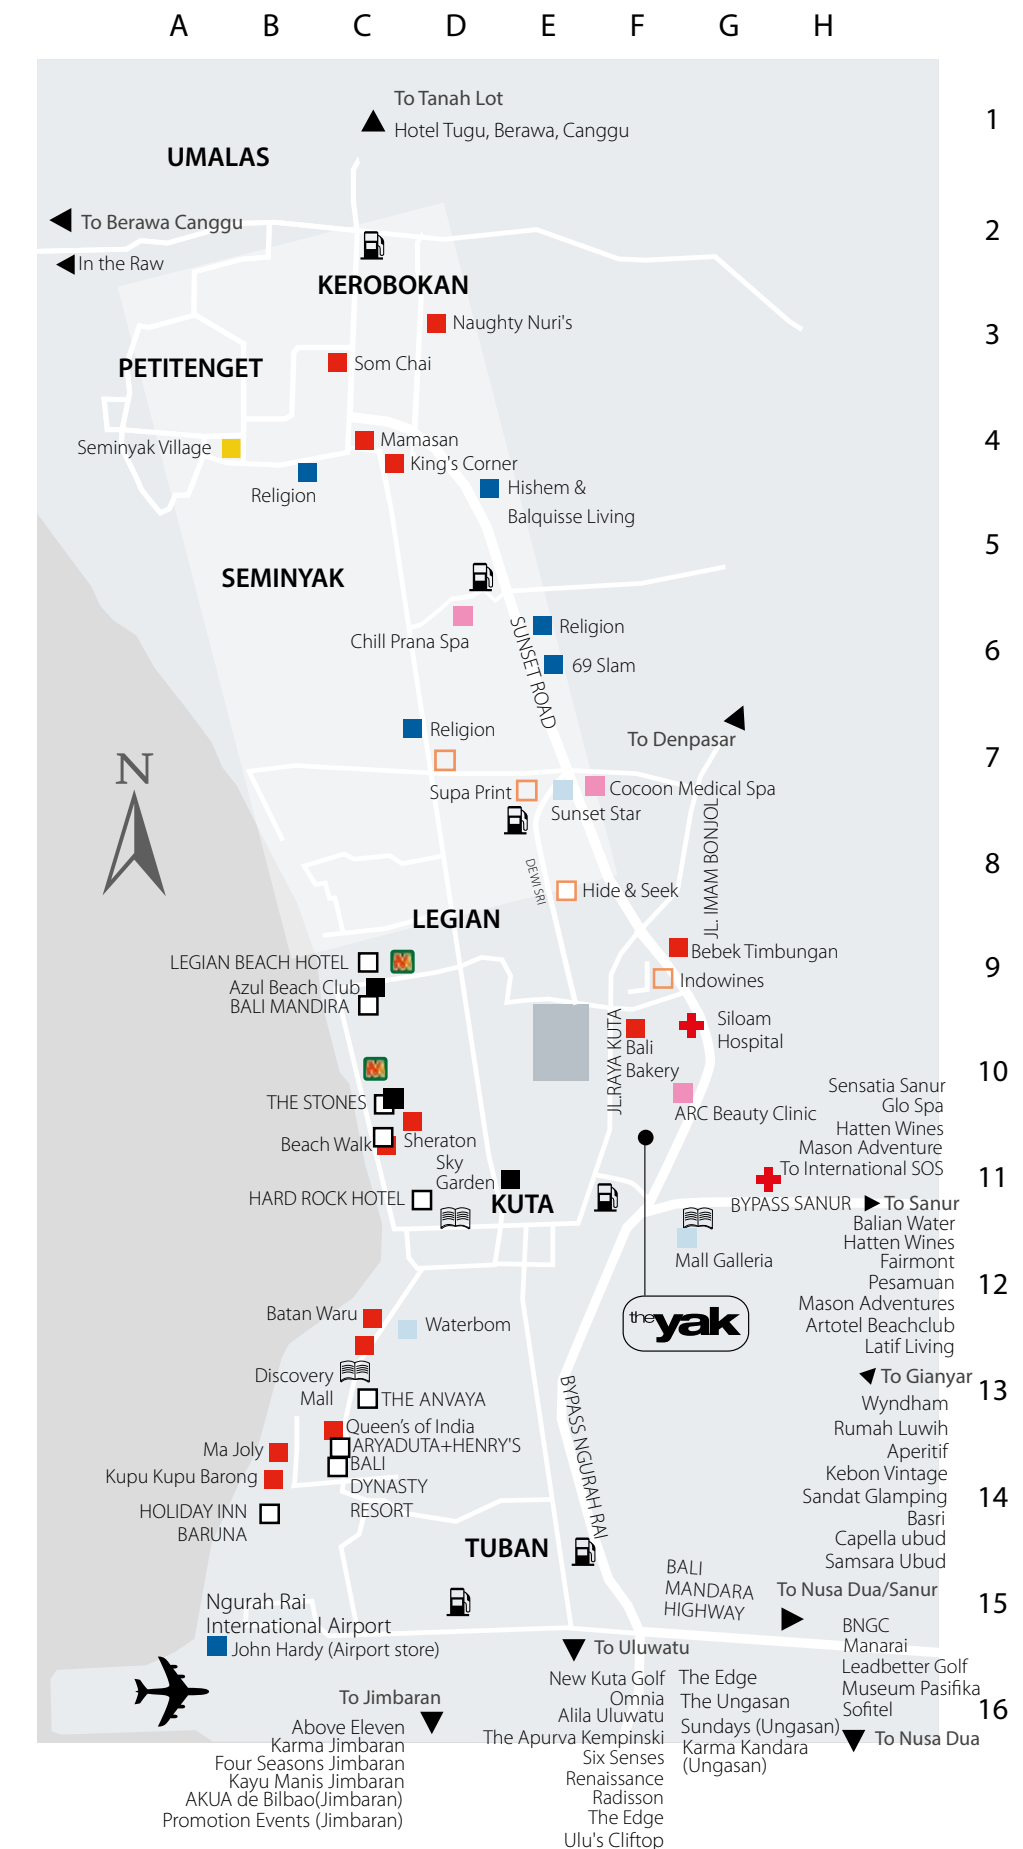 A B C D E F G H
1
2
3
4
5
6
7
8
9
10
11
12
13
14
15
16
To Tanah Lot
Hotel Tugu, Berawa, Canggu
UMALAS
To Berawa Canggu
In the Raw
KEROBOKAN
Naughty Nuri's
Som Chai
PETITENGET
Mamasan
Seminyak Village
King's Corner
Religion
Hishem &
Balquisse Living
SEMINYAK
Chill Prana Spa
SUNSET ROAD
Religion
69 Slam
Religion
To Denpasar
N
Supa Print
Cocoon Medical Spa
Sunset Star
JL. IMAM BONJOL
DEWI SRI
Hide & Seek
LEGIAN
Bebek Timbungan
LEGIAN BEACH HOTEL
Indowines
Azul Beach Club
BALI MANDIRA
JL.RAYA KUTA
Siloam
Hospital
Bali
Bakery
THE STONES
ARC Beauty Clinic
Sensatia Sanur
Glo Spa
Hatten Wines
Mason Adventure
To International SOS
Beach Walk
Sheraton
Sky
Garden
HARD ROCK HOTEL
KUTA
BYPASS SANUR
To Sanur
Balian Water
Hatten Wines
Fairmont
Pesamuan
Mason Adventures
Artotel Beachclub
Latif Living
Mall Galleria
the yak
Batan Waru
Waterbom
Discovery
Mall
THE ANVAYA
To Gianyar
Wyndham
Rumah Luwih
Aperitif
Kebon Vintage
Sandat Glamping
Basri
Capella ubud
Samsara Ubud
BYPASS NGURAH RAI
Queen's of India
ARYADUTA+HENRY'S
Ma Joly
BALI
DYNASTY
RESORT
Kupu Kupu Barong
HOLIDAY INN
BARUNA
TUBAN
BALI
MANDARA
HIGHWAY
To Nusa Dua/Sanur
BNGC
Manarai
Leadbetter Golf
Museum Pasifika
Sofitel
To Nusa Dua
Ngurah Rai
International Airport
John Hardy (Airport store)
To Uluwatu
New Kuta Golf
Omnia
Alila Uluwatu
The Apurva Kempinski
Six Senses
Renaissance
Radisson
The Edge
Ulu's Cliftop
The Edge
The Ungasan
Sundays (Ungasan)
Karma Kandara
(Ungasan)
To Jimbaran
Above Eleven
Karma Jimbaran
Four Seasons Jimbaran
Kayu Manis Jimbaran
AKUA de Bilbao(Jimbaran)
Promotion Events (Jimbaran)